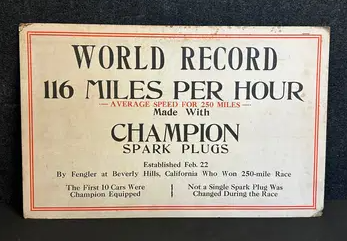 WORLD RECORD
116 MILES PER HOUR
— AVERAGE SPEED FOR 250 MILES —
Made With
CHAMPION
SPARK PLUGS
Established Feb. 22
By Fengler at Beverly Hills, California Who Won 250-mile Race
The First 10 Cars Were
Champion Equipped
Not a Single Spark Plug Was
Changed During the Race